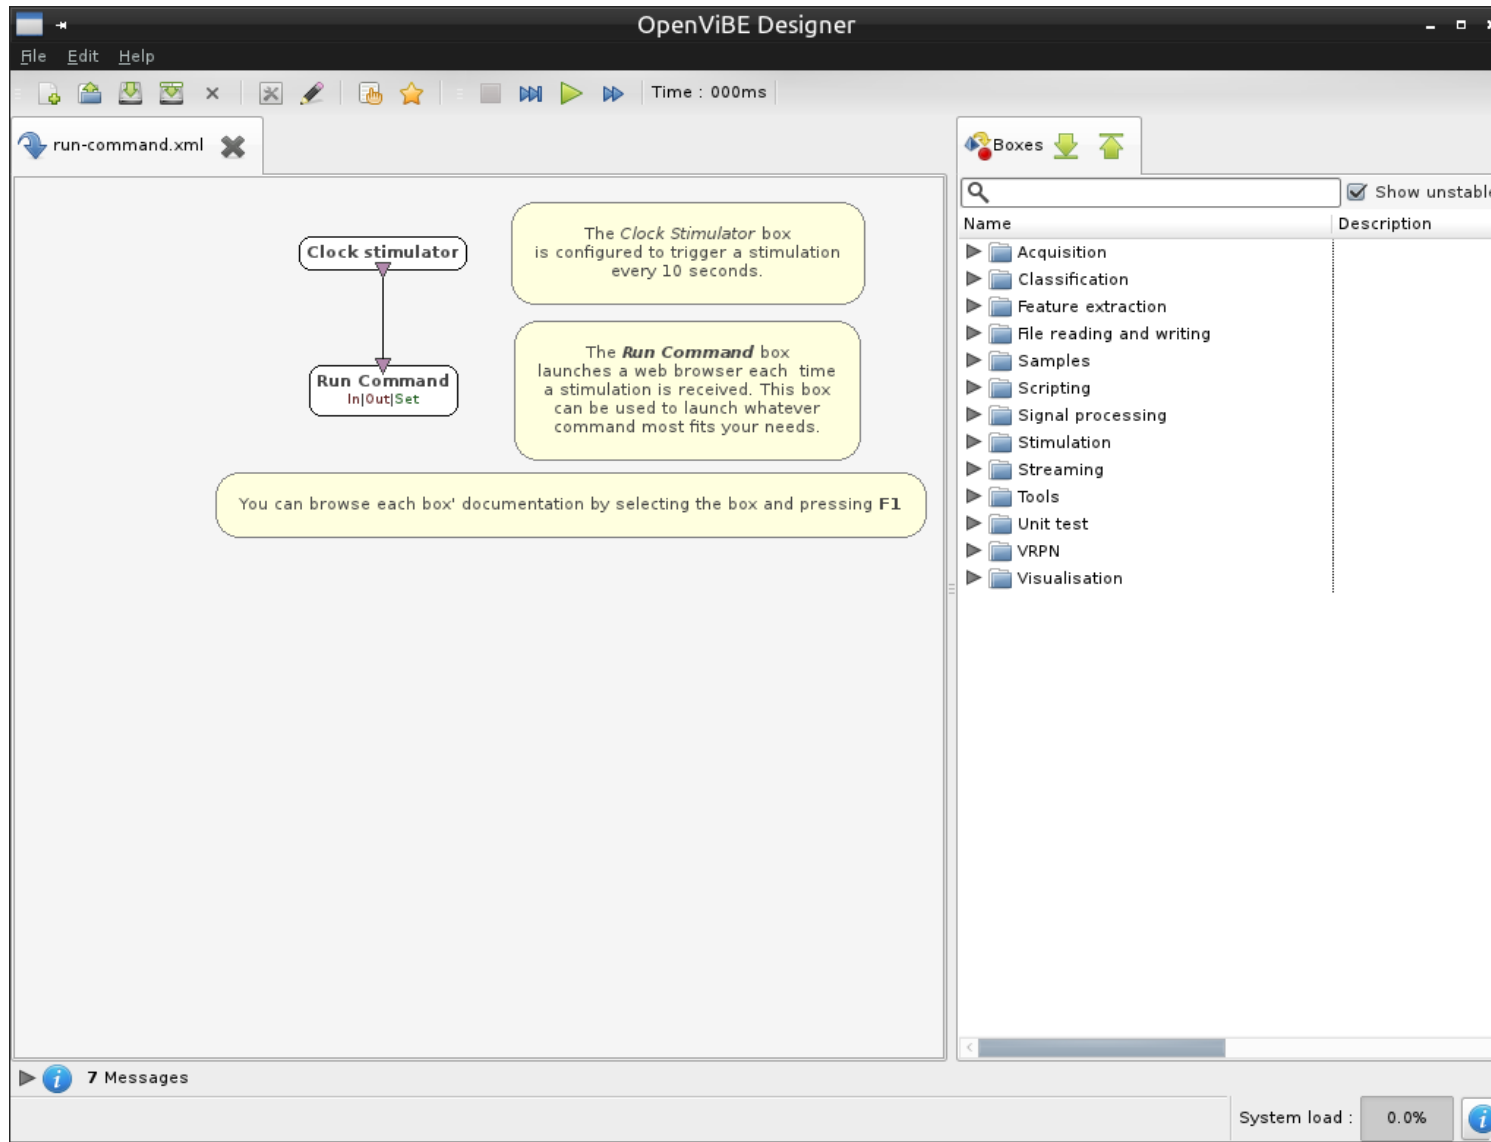 OpenViBE Designer
File Edit Help
Time : 000ms
run-command.xml
Boxes
Show unstable
Name Description
Clock stimulator
The Clock Stimulator box
is configured to trigger a stimulation
every 10 seconds.
Run Command
In|Out|Set
The Run Command box
launches a web browser each  time
a stimulation is received. This box
can be used to launch whatever
command most fits your needs.
You can browse each box' documentation by selecting the box and pressing F1
Acquisition
Classification
Feature extraction
File reading and writing
Samples
Scripting
Signal processing
Stimulation
Streaming
Tools
Unit test
VRPN
Visualisation
7 Messages
System load : 0.0%